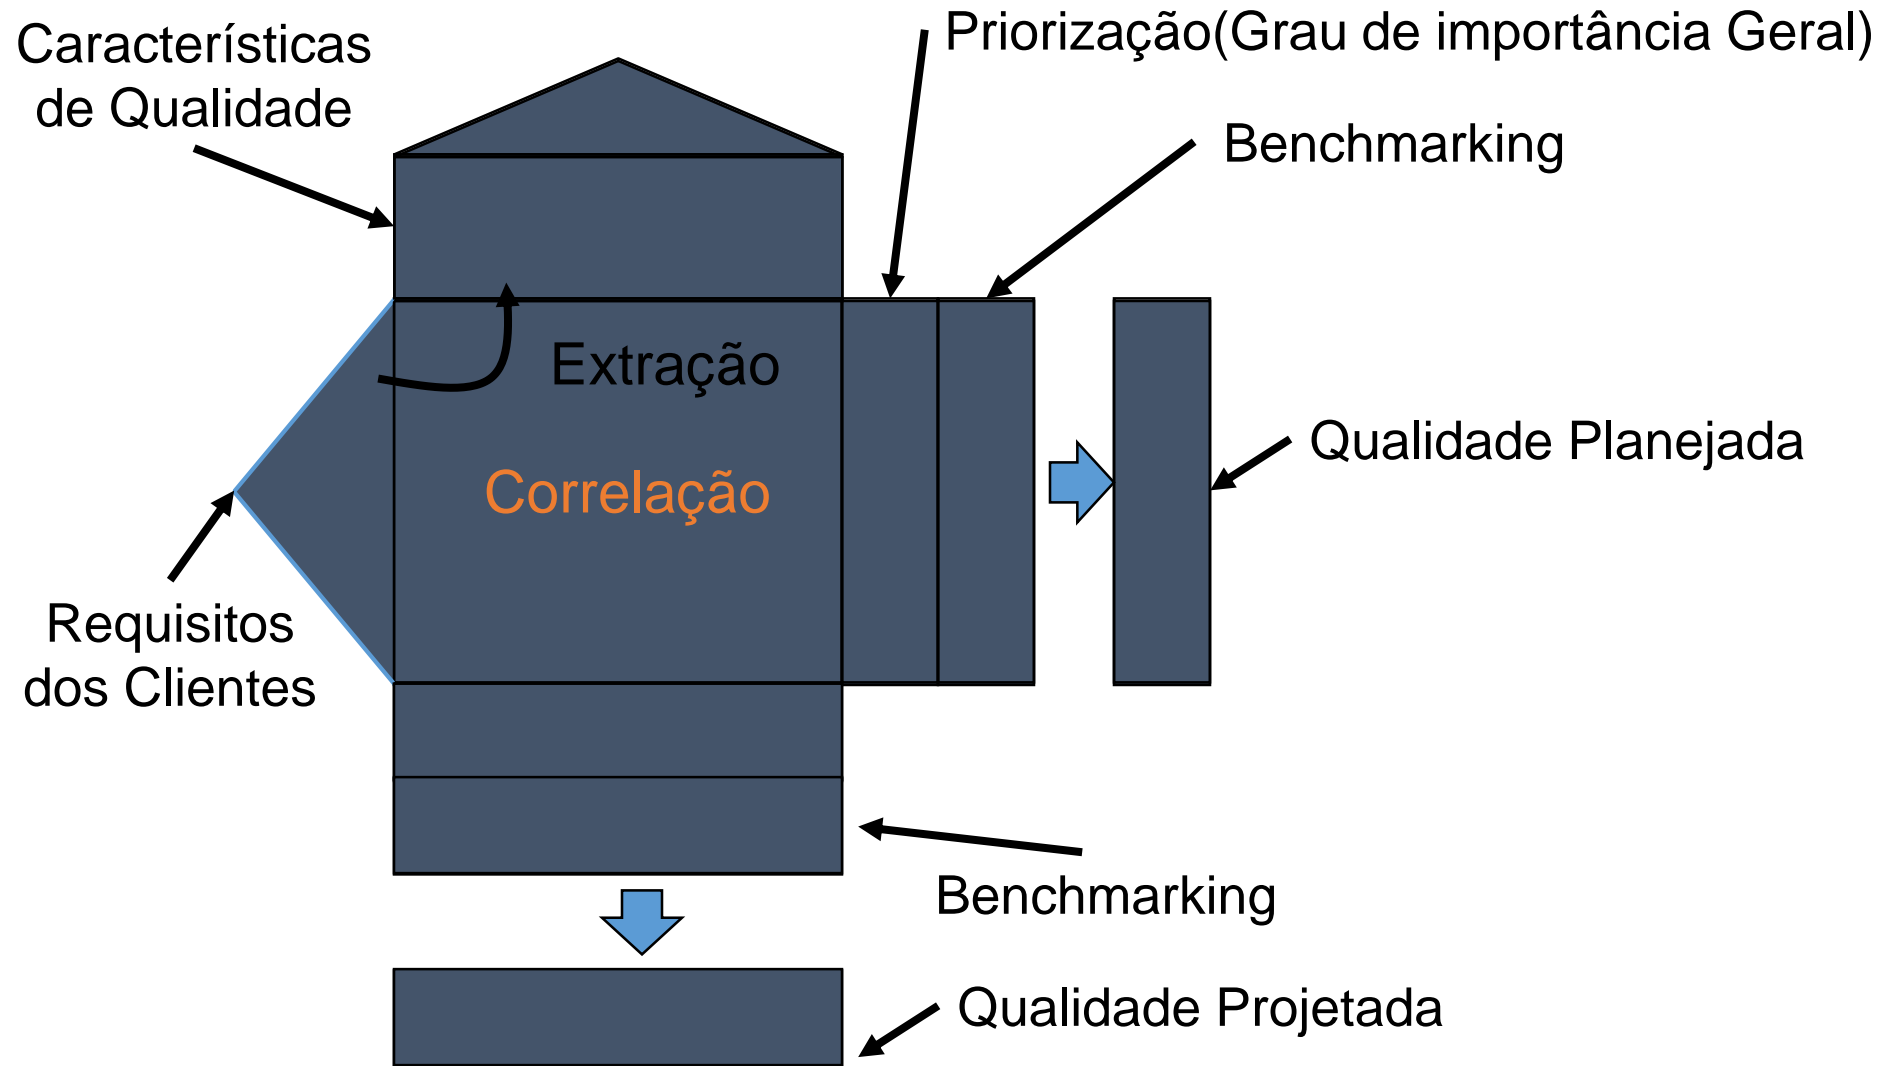 Características
de Qualidade
Priorização(Grau de importância Geral)
Benchmarking
Extração
Correlação
Qualidade Planejada
Requisitos
dos Clientes
Benchmarking
Qualidade Projetada